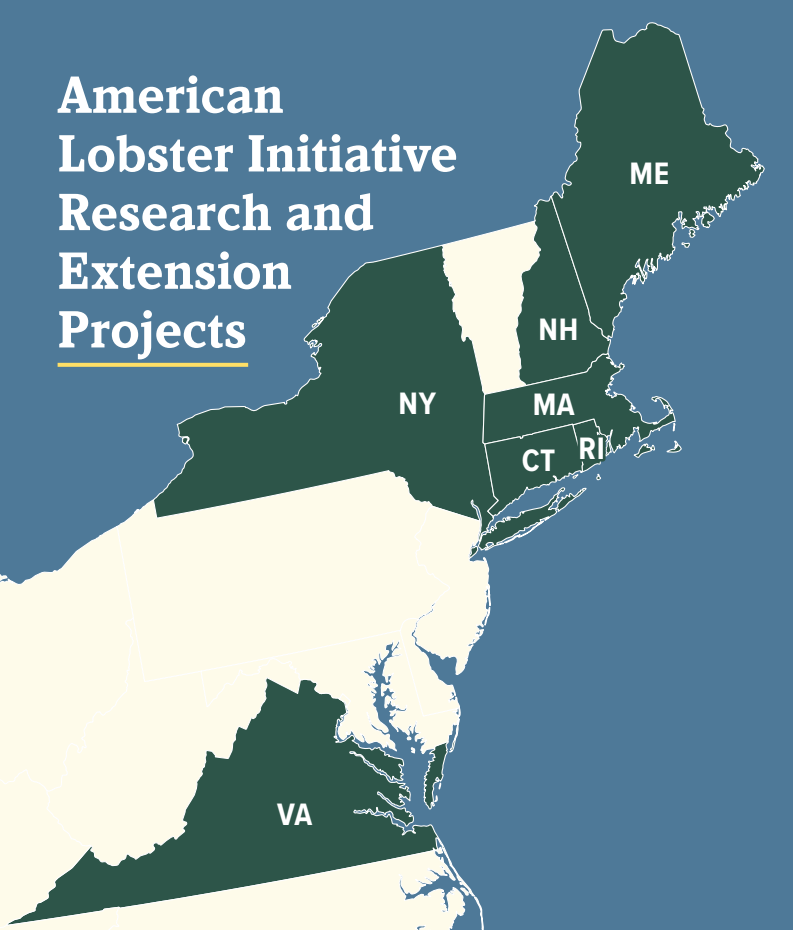 American
Lobster Initiative
Research and
Extension
Projects
ME
NH
NY
MA
CT
RI
VA